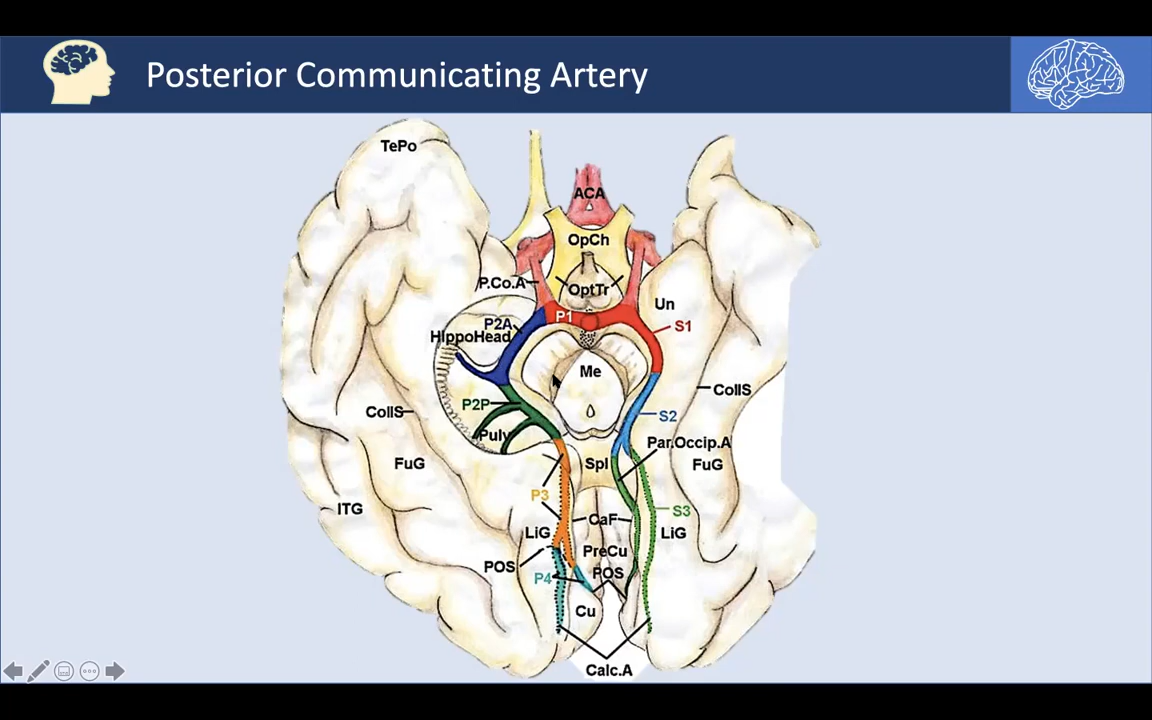 Posterior Communicating Artery
TePo
ACA
OpCh
P.Co.A
OptTr
Un
P1
P2A
S1
HippoHead
Me
CollS
P2P
CollS
S2
Pulv
Par.Occip.A
FuG
Spl
FuG
P3
ITG
S3
CaF
LiG
LiG
PreCu
POS
POS
P4
Cu
Calc.A